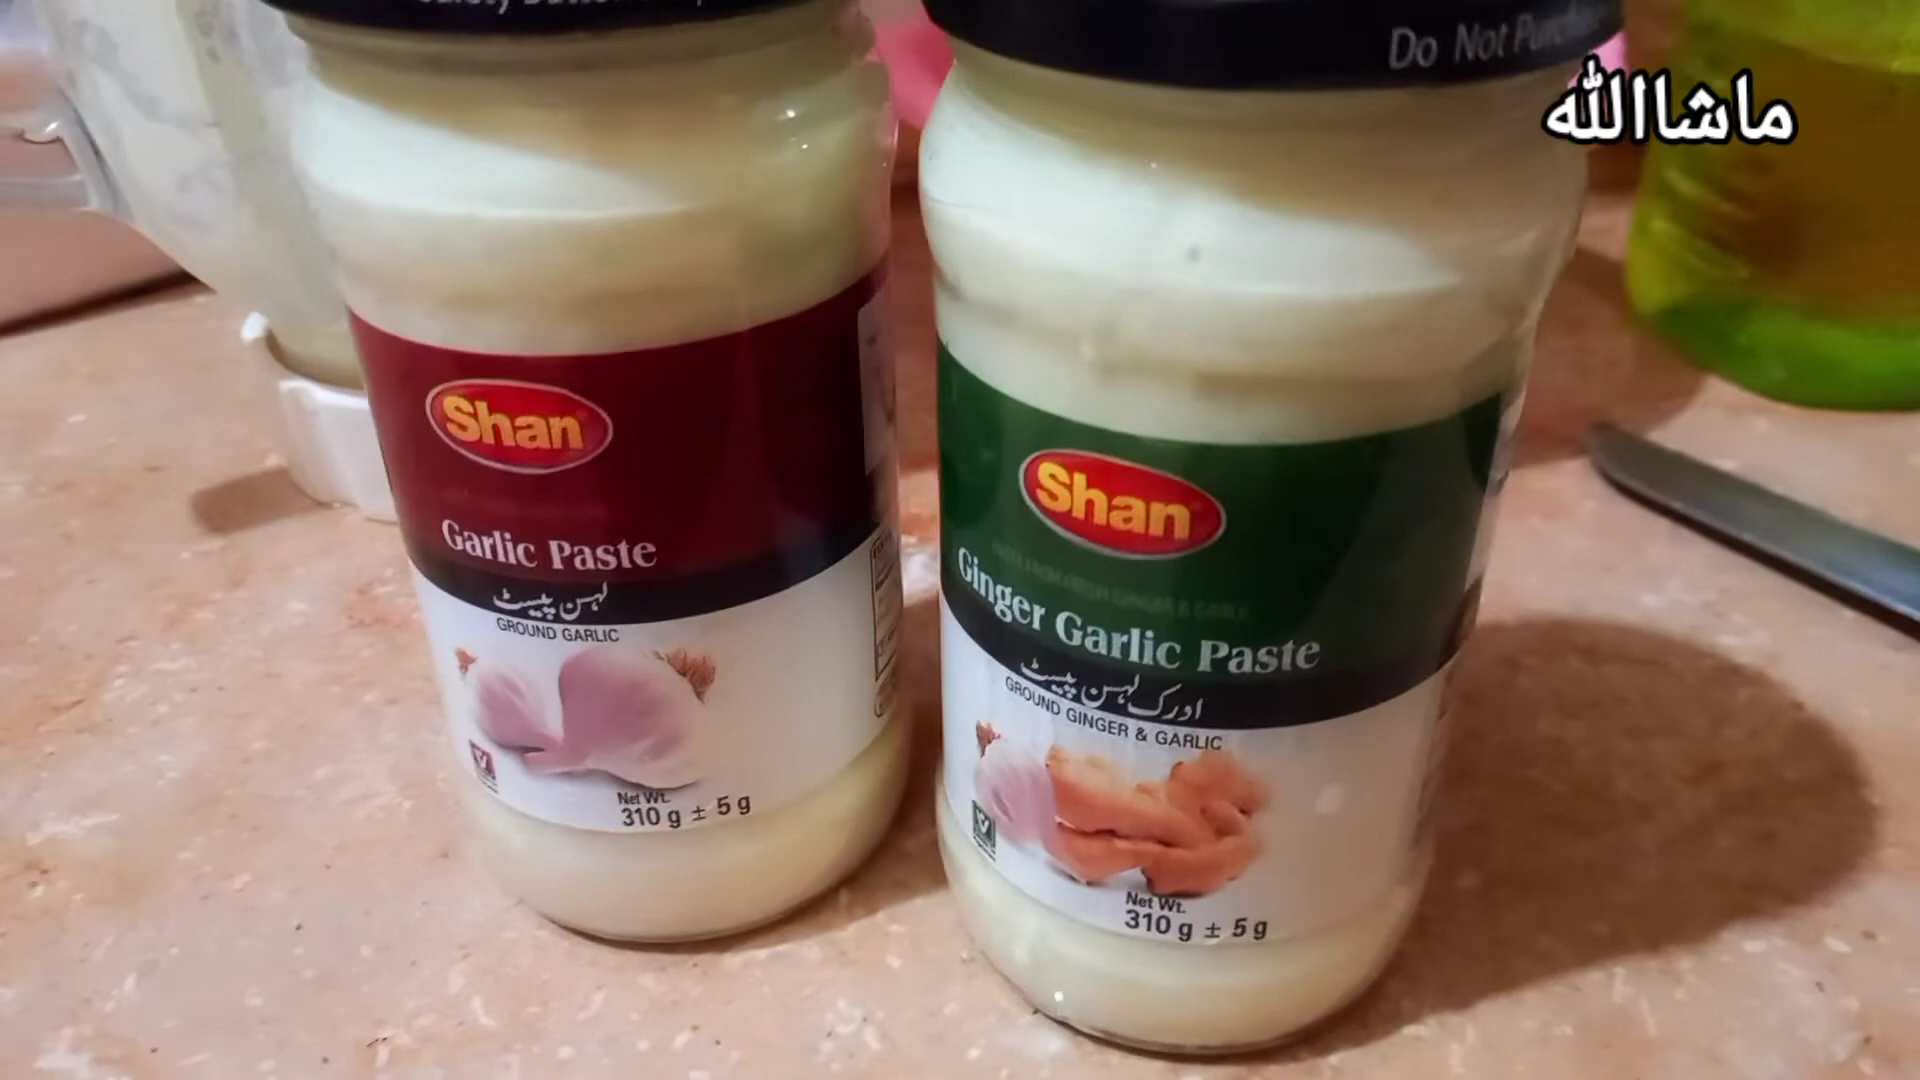 Do Not
ماشااللہ
Shan
Garlic Paste
لہسن پیسٹ
GROUND GARLIC
Net Wt.
310 g ± 5 g
Shan
Ginger Garlic Paste
ادرک لہسن پیسٹ
GROUND GINGER & GARLIC
Net Wt.
310 g ± 5 g